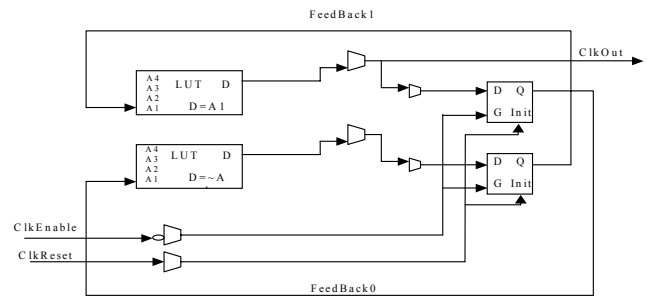 FeedBack1
ClkOut
A4
A3
A2
A1
LUT D
D=A1
D Q
G Init
A4
A3
A2
A1
LUT D
D=~A
D Q
G Init
ClkEnable
ClkReset
FeedBack0